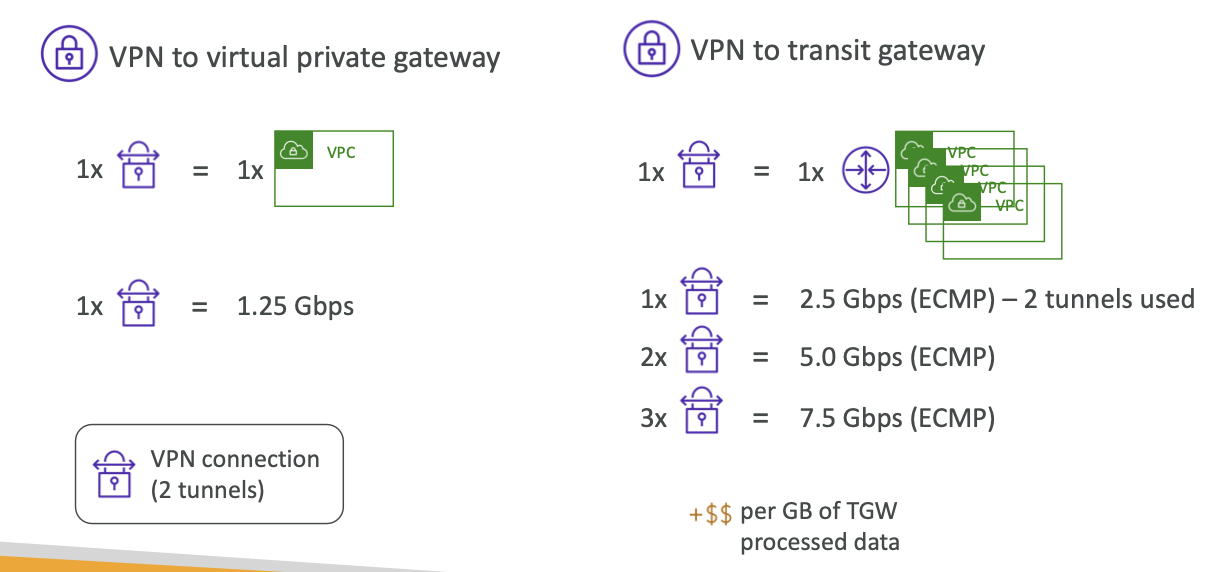 VPN to virtual private gateway
1x = 1x VPC
1x = 1.25 Gbps
VPN connection
(2 tunnels)
VPN to transit gateway
1x = 1x VPC
VPC
VPC
VPC
1x = 2.5 Gbps (ECMP) – 2 tunnels used
2x = 5.0 Gbps (ECMP)
3x = 7.5 Gbps (ECMP)
+$$ per GB of TGW
processed data